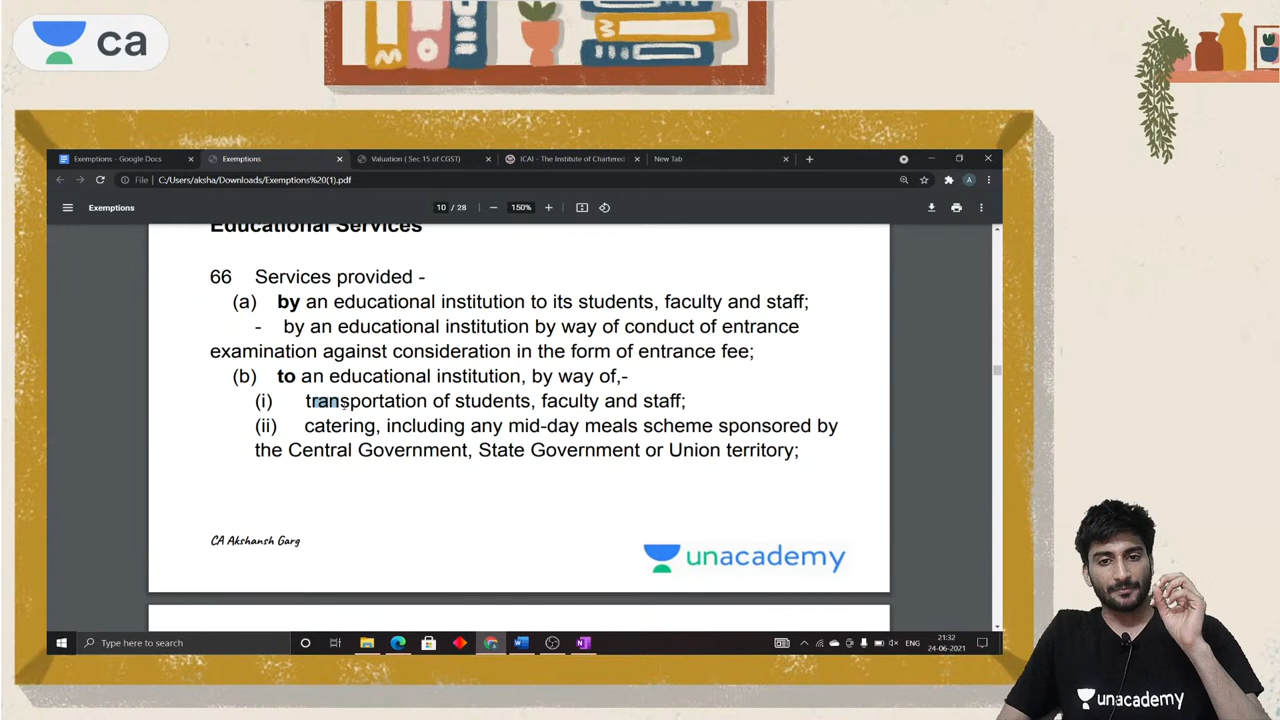 ca
Exemptions - Google Docs
Exemptions
Valuation ( Sec 15 of CGST)
ICAI - The Institute of Chartered
New Tab
File
C:/Users/aksha/Downloads/Exemptions%20(1).pdf
A
Exemptions
10 / 28
150%
Educational Services
66 Services provided -
(a) by an educational institution to its students, faculty and staff;
- by an educational institution by way of conduct of entrance
examination against consideration in the form of entrance fee;
(b) to an educational institution, by way of,-
(i) transportation of students, faculty and staff;
(ii) catering, including any mid-day meals scheme sponsored by
the Central Government, State Government or Union territory;
CA Akshansh Garg
unacademy
Type here to search
ENG
21:32
24-06-2021
unacademy